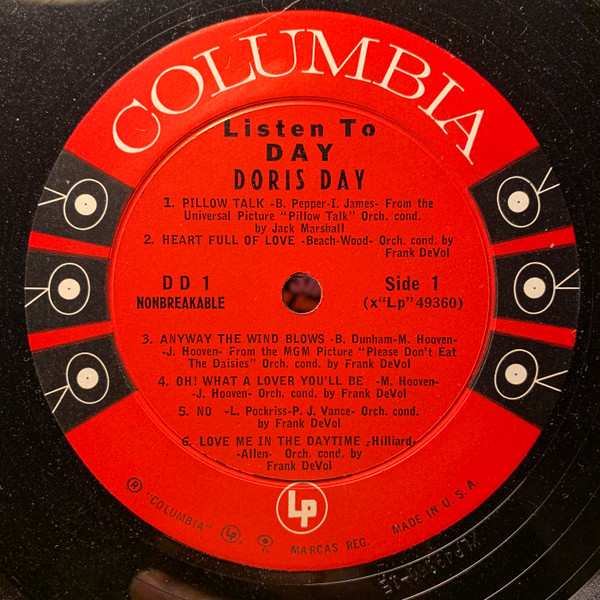 COLUMBIA
Listen To
DAY
DORIS DAY
1. PILLOW TALK -B. Pepper-I. James- From the
Universal Picture "Pillow Talk" Orch. cond.
by Jack Marshall
2. HEART FULL OF LOVE -Beach-Wood- Orch. cond. by
Frank DeVol
DD 1
NONBREAKABLE
Side 1
(x"Lp" 49360)
3. ANYWAY THE WIND BLOWS -B. Dunham-M. Hooven-
-J. Hooven- From the MGM Picture "Please Don't Eat
The Daisies" Orch. cond. by Frank DeVol
4. OH! WHAT A LOVER YOU'LL BE -M. Hooven-
-J. Hooven- Orch. cond. by Frank DeVol
5. NO -L. Pockriss-P. J. Vance- Orch. cond.
by Frank DeVol
6. LOVE ME IN THE DAYTIME -Hilliard-
-Allen- Orch. cond. by
Frank DeVol
Lp
® "COLUMBIA" Lp MARCAS REG. MADE IN U.S.A.